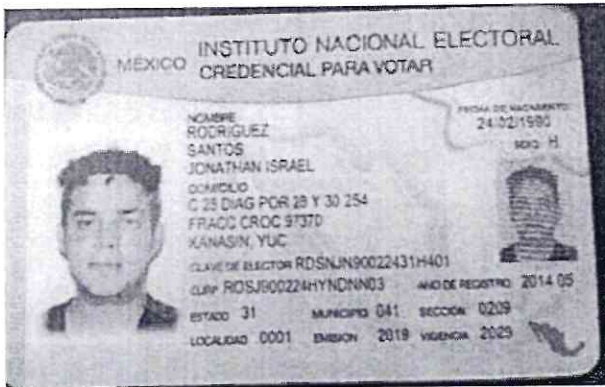 MÉXICO
INSTITUTO NACIONAL ELECTORAL
CREDENCIAL PARA VOTAR
NOMBRE
RODRIGUEZ
SANTOS
JONATHAN ISRAEL
FECHA DE NACIMIENTO
24/02/1990
SEXO H
DOMICILIO
C 25 DIAG POR 28 Y 30 254
FRACC CROC 97370
KANASIN, YUC.
CLAVE DE ELECTOR RDSNJN90022431H401
CURP ROSJ900224HYNDNN03 AÑO DE REGISTRO 2014 05
ESTADO 31 MUNICIPIO 041 SECCIÓN 0209
LOCALIDAD 0001 EMISIÓN 2019 VIGENCIA 2029